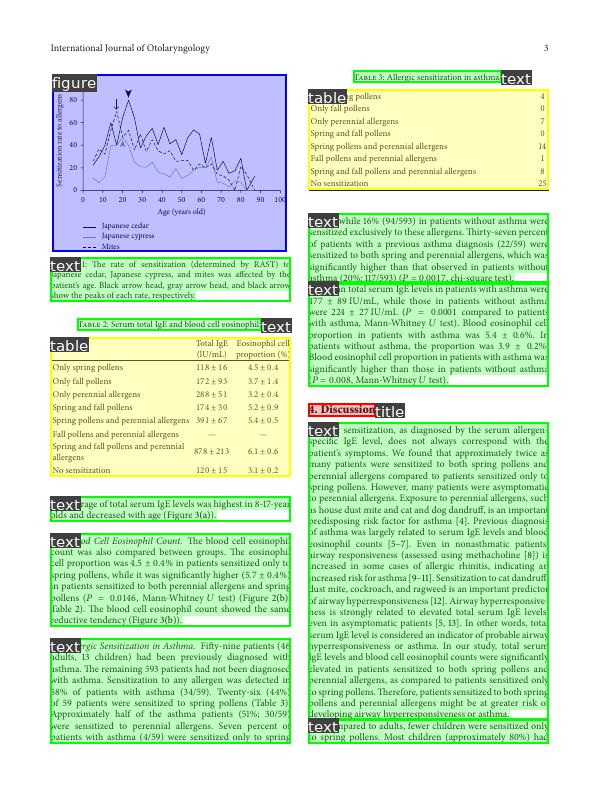 International Journal of Otolaryngology 3
figure
Sensitization rate to allergens
80
60
40
20
0
0 10 20 30 40 50 60 70 80 90 100
Age (years old)
Japanese cedar
Japanese cypress
Mites
text : The rate of sensitization (determined by RAST) to
Japanese cedar, Japanese cypress, and mites was affected by the
patient's age. Black arrow head, gray arrow head, and black arrow
show the peaks of each rate, respectively.
Table 2: Serum total IgE and blood cell eosinophil text
table Total IgE Eosinophil cell
(IU/mL) proportion (%)
Only spring pollens 118 ± 16 4.5 ± 0.4
Only fall pollens 172 ± 93 3.7 ± 1.4
Only perennial allergens 288 ± 51 3.2 ± 0.4
Spring and fall pollens 174 ± 30 5.2 ± 0.9
Spring pollens and perennial allergens 391 ± 67 5.4 ± 0.5
Fall pollens and perennial allergens — —
Spring and fall pollens and perennial
allergens 878 ± 213 6.1 ± 0.6
No sensitization 120 ± 15 3.1 ± 0.2
text age of total serum IgE levels was highest in 8-17-year
olds and decreased with age (Figure 3(a)).
text od Cell Eosinophil Count. The blood cell eosinophil
count was also compared between groups. The eosinophil
cell proportion was 4.5 ± 0.4% in patients sensitized only to
spring pollens, while it was significantly higher (5.7 ± 0.4%)
in patients sensitized to both perennial allergens and spring
pollens (P = 0.0146, Mann-Whitney U test) (Figure 2(b)
Table 2). The blood cell eosinophil count showed the same
reductive tendency (Figure 3(b)).
text ergic Sensitization in Asthma. Fifty-nine patients (46
adults, 13 children) had been previously diagnosed with
asthma. The remaining 593 patients had not been diagnosed
with asthma. Sensitization to any allergen was detected in
58% of patients with asthma (34/59). Twenty-six (44%)
of 59 patients were sensitized to spring pollens (Table 3).
Approximately half of the asthma patients (51%; 30/59)
were sensitized to perennial allergens. Seven percent of
patients with asthma (4/59) were sensitized only to spring
Table 3: Allergic sensitization in asthma text
table g pollens 4
Only fall pollens 0
Only perennial allergens 7
Spring and fall pollens 0
Spring pollens and perennial allergens 14
Fall pollens and perennial allergens 1
Spring and fall pollens and perennial allergens 8
No sensitization 25
text while 16% (94/593) in patients without asthma were
sensitized exclusively to these allergens. Thirty-seven percent
of patients with a previous asthma diagnosis (22/59) were
sensitized to both spring and perennial allergens, which was
significantly higher than that observed in patients without
asthma (20%; 117/593) (P = 0.0017, chi-square test).
text n total serum IgE levels in patients with asthma were
477 ± 89 IU/mL, while those in patients without asthma
were 224 ± 27 IU/mL (P = 0.0001 compared to patients
with asthma, Mann-Whitney U test). Blood eosinophil cell
proportion in patients with asthma was 5.4 ± 0.6%. In
patients without asthma, the proportion was 3.9 ± 0.2%.
Blood eosinophil cell proportion in patients with asthma was
significantly higher than those in patients without asthma
(P = 0.008, Mann-Whitney U test).
4. Discussion title
text sensitization, as diagnosed by the serum allergen-
specific IgE level, does not always correspond with the
patient's symptoms. We found that approximately twice as
many patients were sensitized to both spring pollens and
perennial allergens compared to patients sensitized only to
spring pollens. However, many patients were asymptomatic
to perennial allergens. Exposure to perennial allergens, such
as house dust mite and cat and dog dandruff, is an important
predisposing risk factor for asthma [4]. Previous diagnosis
of asthma was largely related to serum IgE levels and blood
eosinophil counts [5–7]. Even in nonasthmatic patients
airway responsiveness (assessed using methacholine [8]) is
increased in some cases of allergic rhinitis, indicating an
increased risk for asthma [9–11]. Sensitization to cat dandruff
dust mite, cockroach, and ragweed is an important predictor
of airway hyperresponsiveness [12]. Airway hyperresponsive-
ness is strongly related to elevated total serum IgE levels
even in asymptomatic patients [5, 13]. In other words, total
serum IgE level is considered an indicator of probable airway
hyperresponsiveness or asthma. In our study, total serum
IgE levels and blood cell eosinophil counts were significantly
elevated in patients sensitized to both spring pollens and
perennial allergens, as compared to patients sensitized only
to spring pollens. Therefore, patients sensitized to both spring
pollens and perennial allergens might be at greater risk of
developing airway hyperresponsiveness or asthma.
text mpared to adults, fewer children were sensitized only
to spring pollens. Most children (approximately 80%) had